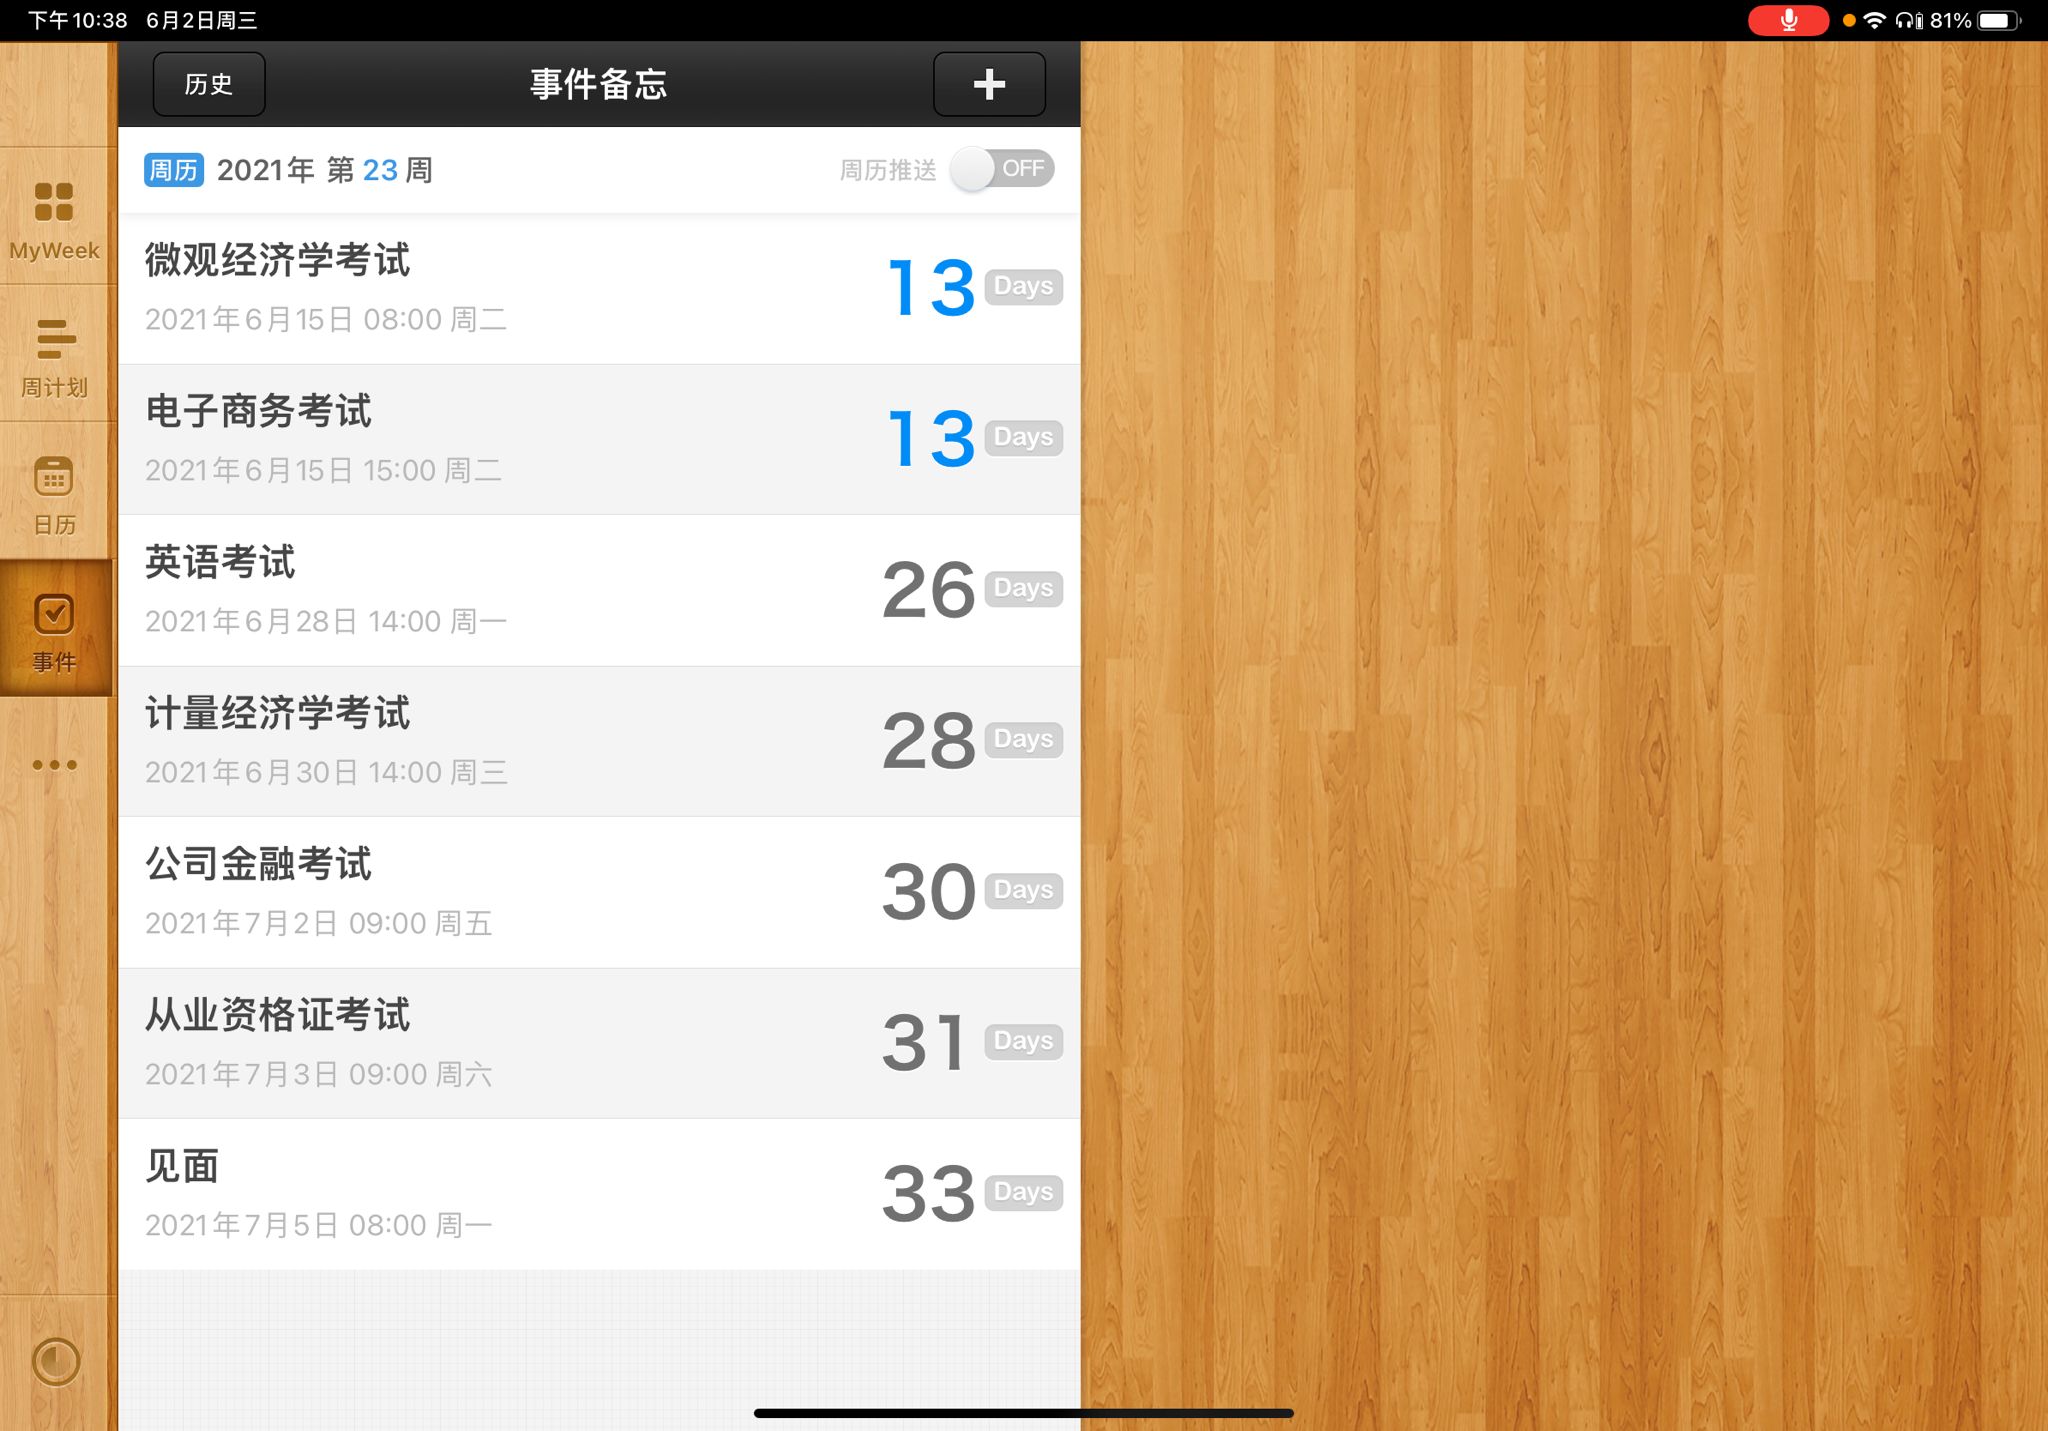 下午10:38 6月2日周三
81%
历史
事件备忘
MyWeek
周计划
日历
事件
周历 2021年 第 23 周
周历推送 OFF
微观经济学考试
2021年6月15日 08:00 周二
13 Days
电子商务考试
2021年6月15日 15:00 周二
13 Days
英语考试
2021年6月28日 14:00 周一
26 Days
计量经济学考试
2021年6月30日 14:00 周三
28 Days
公司金融考试
2021年7月2日 09:00 周五
30 Days
从业资格证考试
2021年7月3日 09:00 周六
31 Days
见面
2021年7月5日 08:00 周一
33 Days